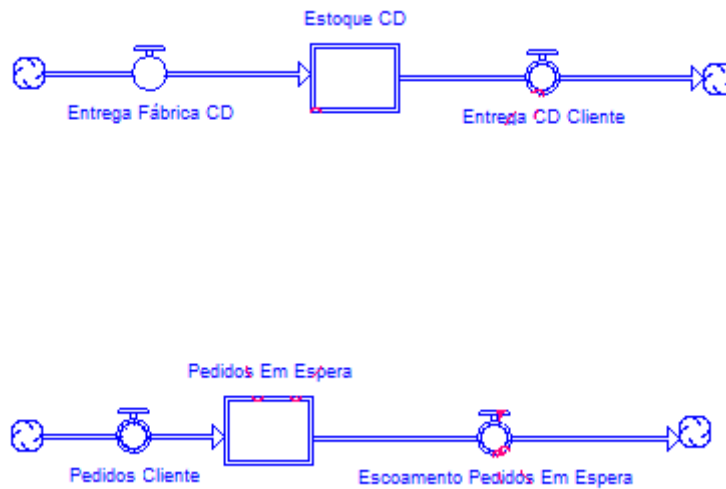 Estoque CD
Entrega Fábrica CD
Entrega CD Cliente
Pedidos Em Espera
Pedidos Cliente
Escoamento Pedidos Em Espera